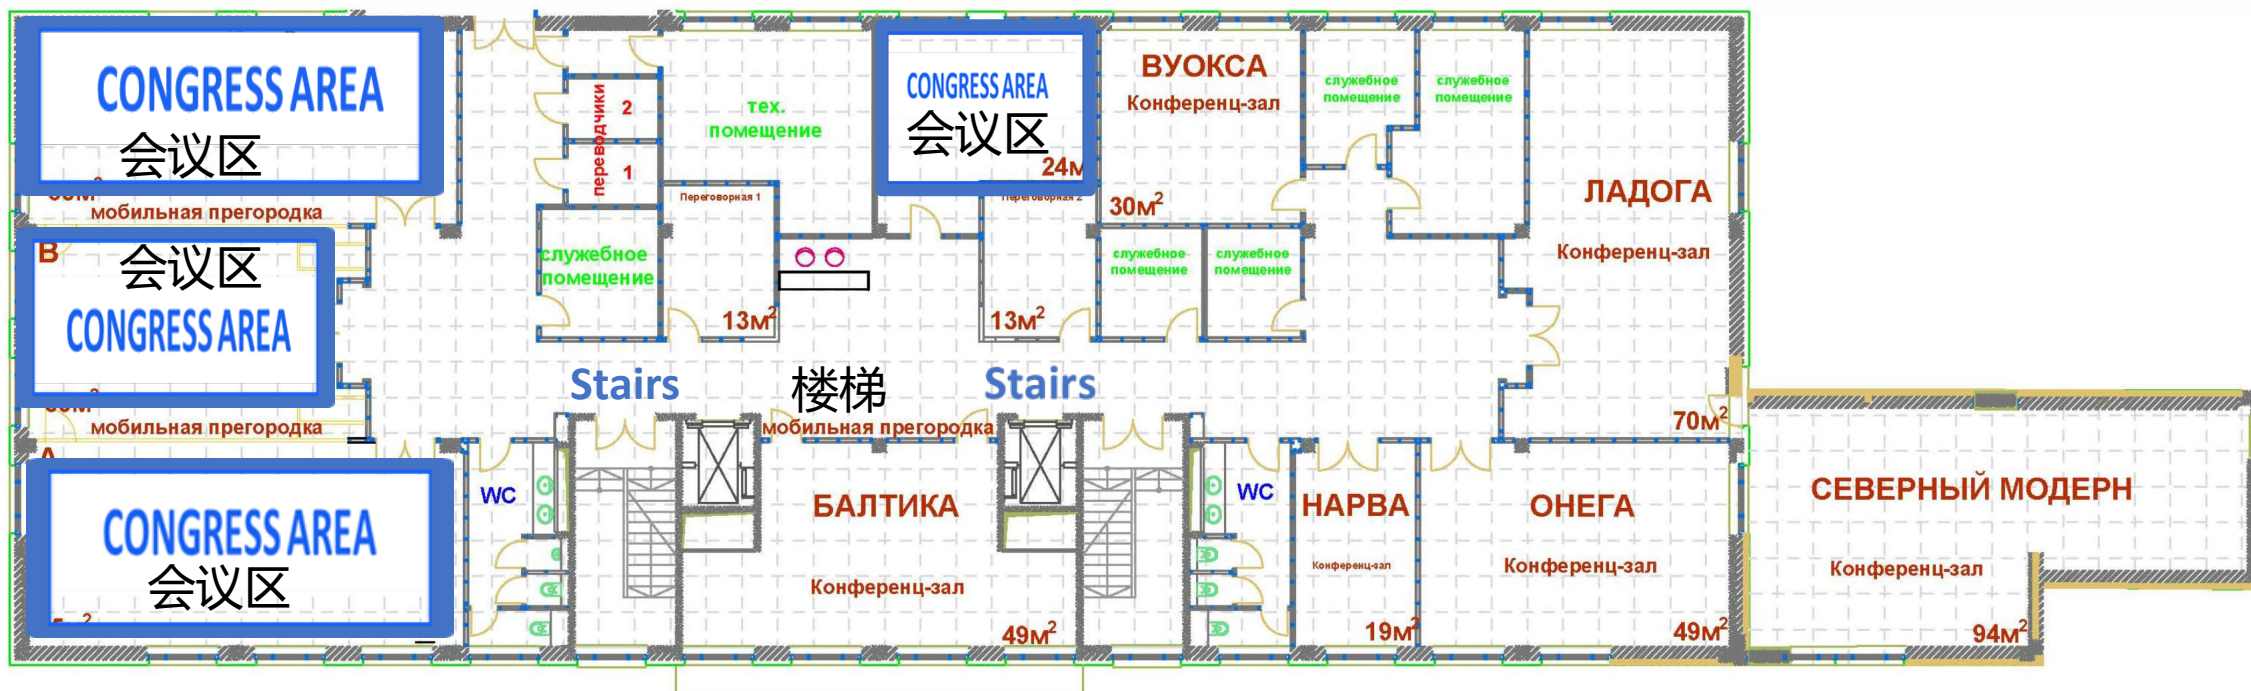 CONGRESS AREA
会议区
мобильная прегородка
B
会议区
CONGRESS AREA
мобильная прегородка
CONGRESS AREA
会议区
переводчики
2
1
служебное
помещение
тех.
помещение
Переговорная 1
13м²
CONGRESS AREA
会议区
24м
Переговорная 2
13м²
ВУОКСА
Конференц-зал
30м²
служебное
помещение
служебное
помещение
служебное
помещение
служебное
помещение
ЛАДОГА
Конференц-зал
70м²
Stairs
楼梯
Stairs
мобильная прегородка
WC
БАЛТИКА
Конференц-зал
49м²
WC
НАРВА
Конференц-зал
19м²
ОНЕГА
Конференц-зал
49м²
СЕВЕРНЫЙ МОДЕРН
Конференц-зал
94м²